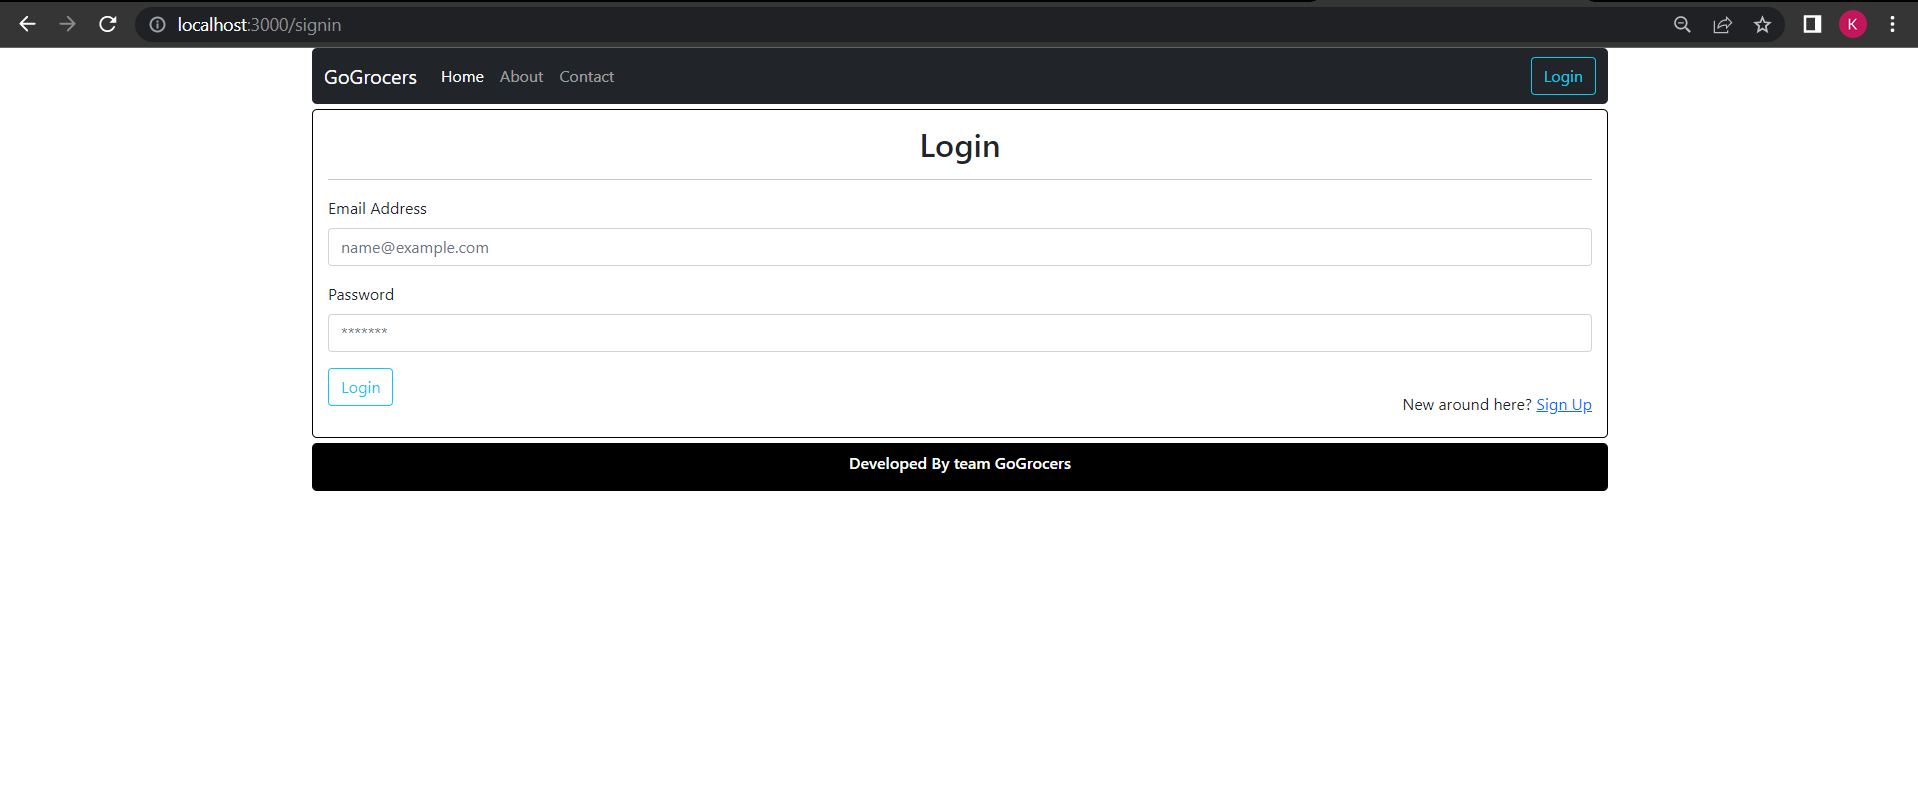 localhost:3000/signin
K
GoGrocers Home About Contact Login
Login
Email Address
name@example.com
Password
*******
Login
New around here? Sign Up
Developed By team GoGrocers